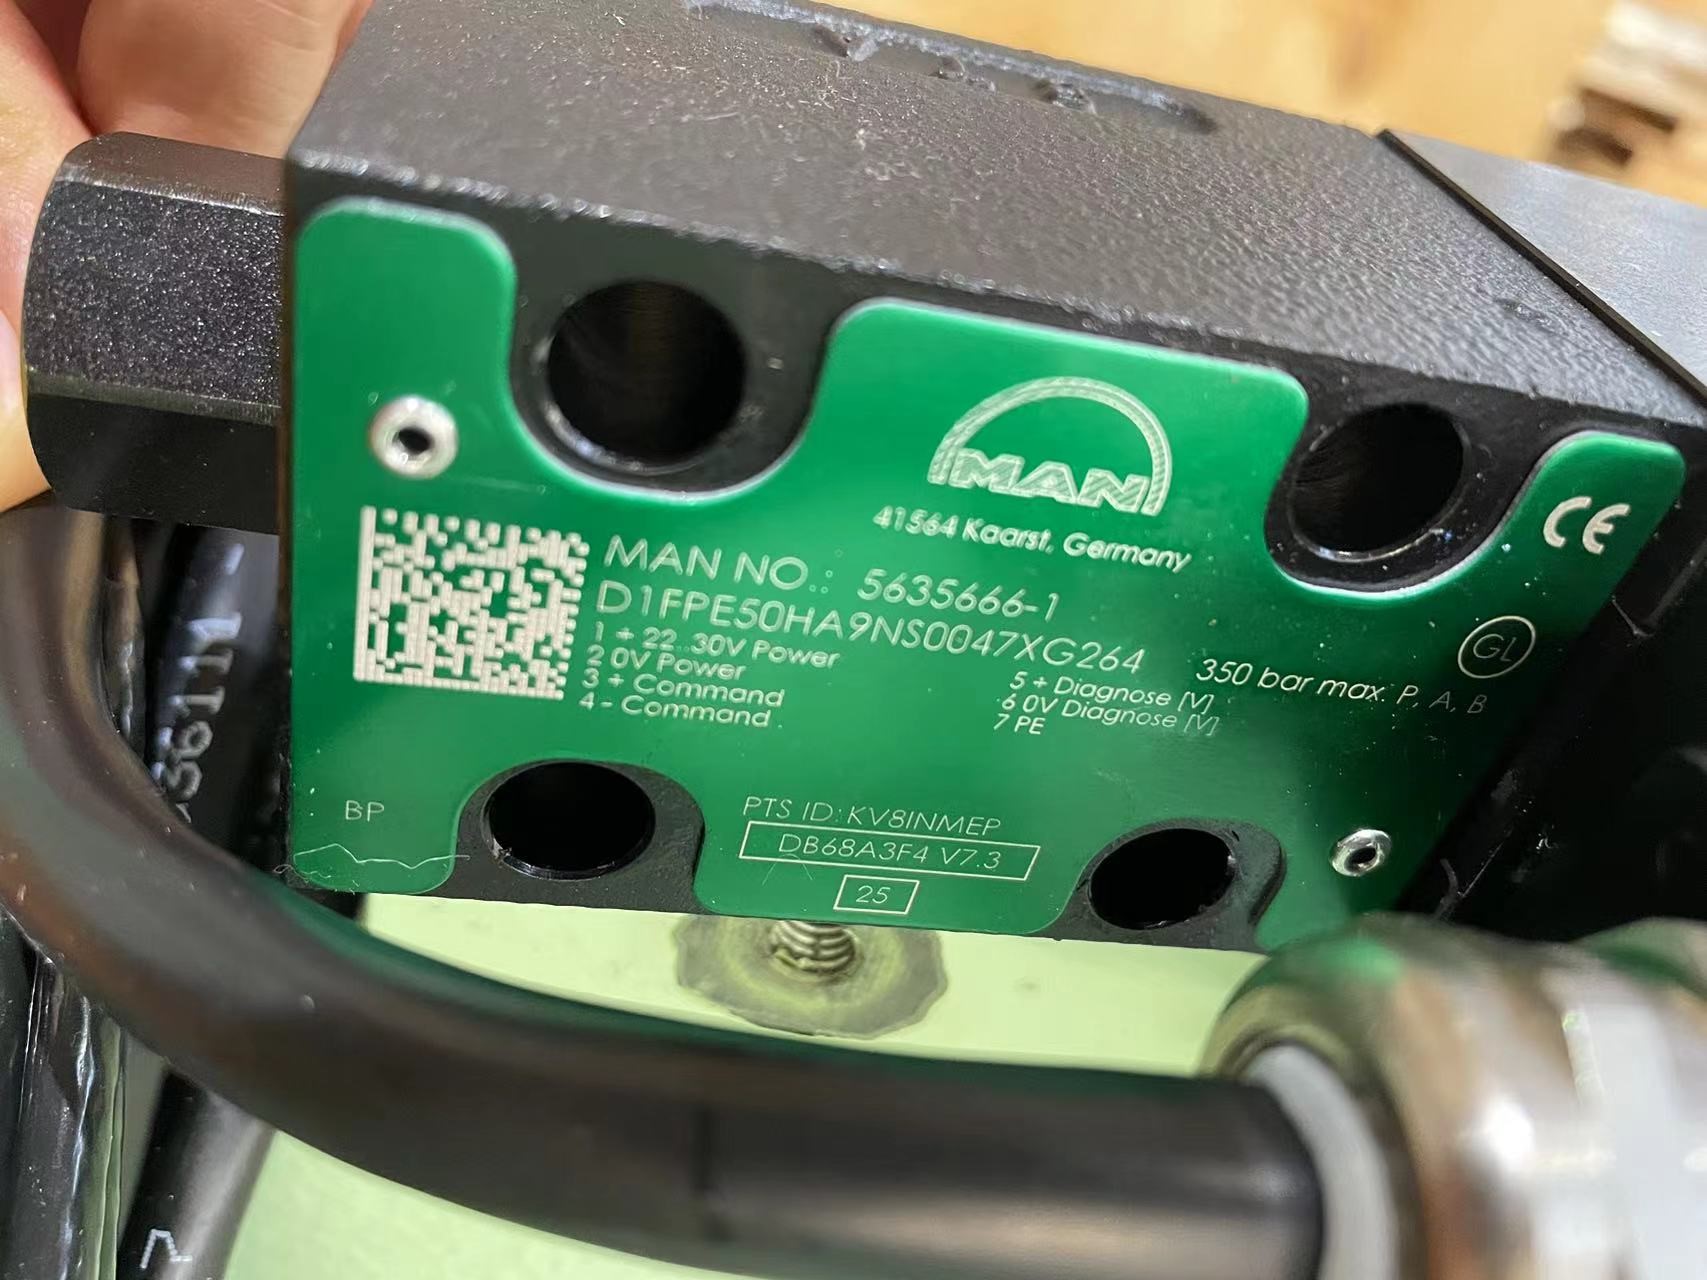 MAN
41564 Kaarst, Germany
CE
MAN NO.: 5635666-1
D1FPE50HA9NS0047XG264
GL
350 bar max. P, A, B
1 + 22..30V Power
2 0V Power
3 + Command
4 - Command
5 + Diagnose [V]
6 0V Diagnose [V]
7 PE
BP
PTS ID: KV8INMEP
DB68A3F4 V7.3
25